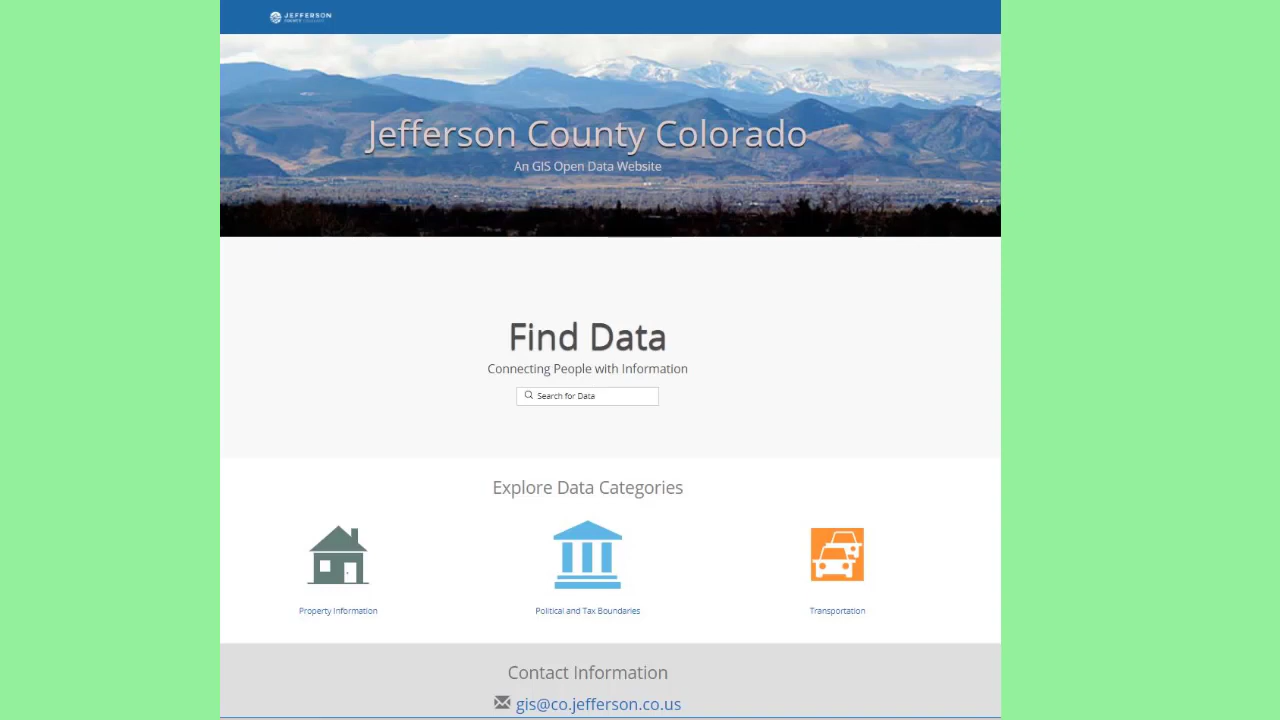 JEFFERSON
Jefferson County Colorado
An GIS Open Data Website
Find Data
Connecting People with Information
Search for Data
Explore Data Categories
Property Information
Political and Tax Boundaries
Transportation
Contact Information
gis@co.jefferson.co.us